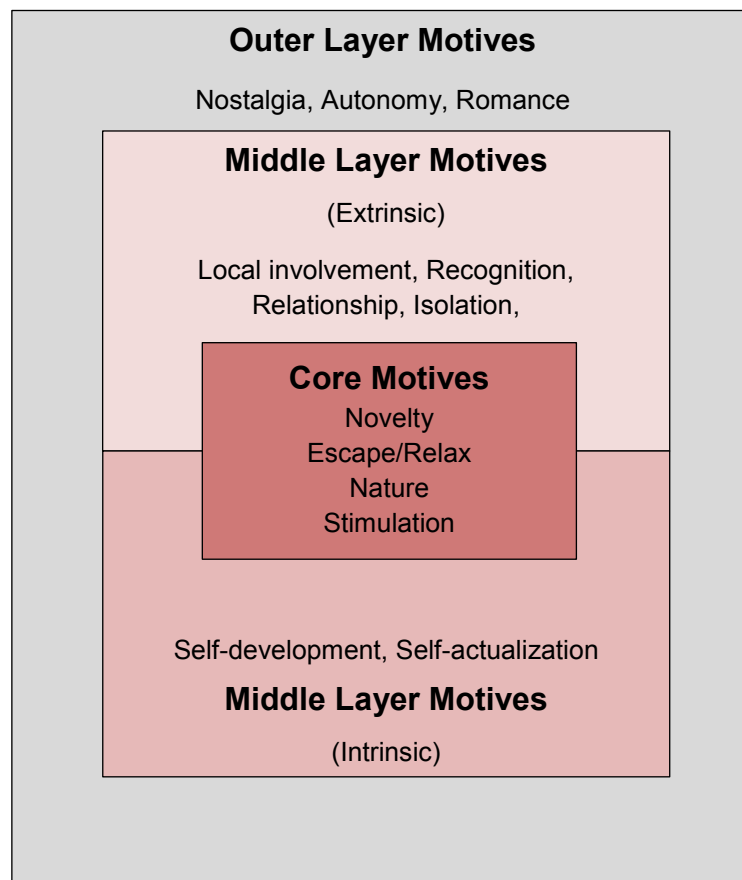 Outer Layer Motives
Nostalgia, Autonomy, Romance
Middle Layer Motives
(Extrinsic)
Local involvement, Recognition,
Relationship, Isolation,
Core Motives
Novelty
Escape/Relax
Nature
Stimulation
Self-development, Self-actualization
Middle Layer Motives
(Intrinsic)